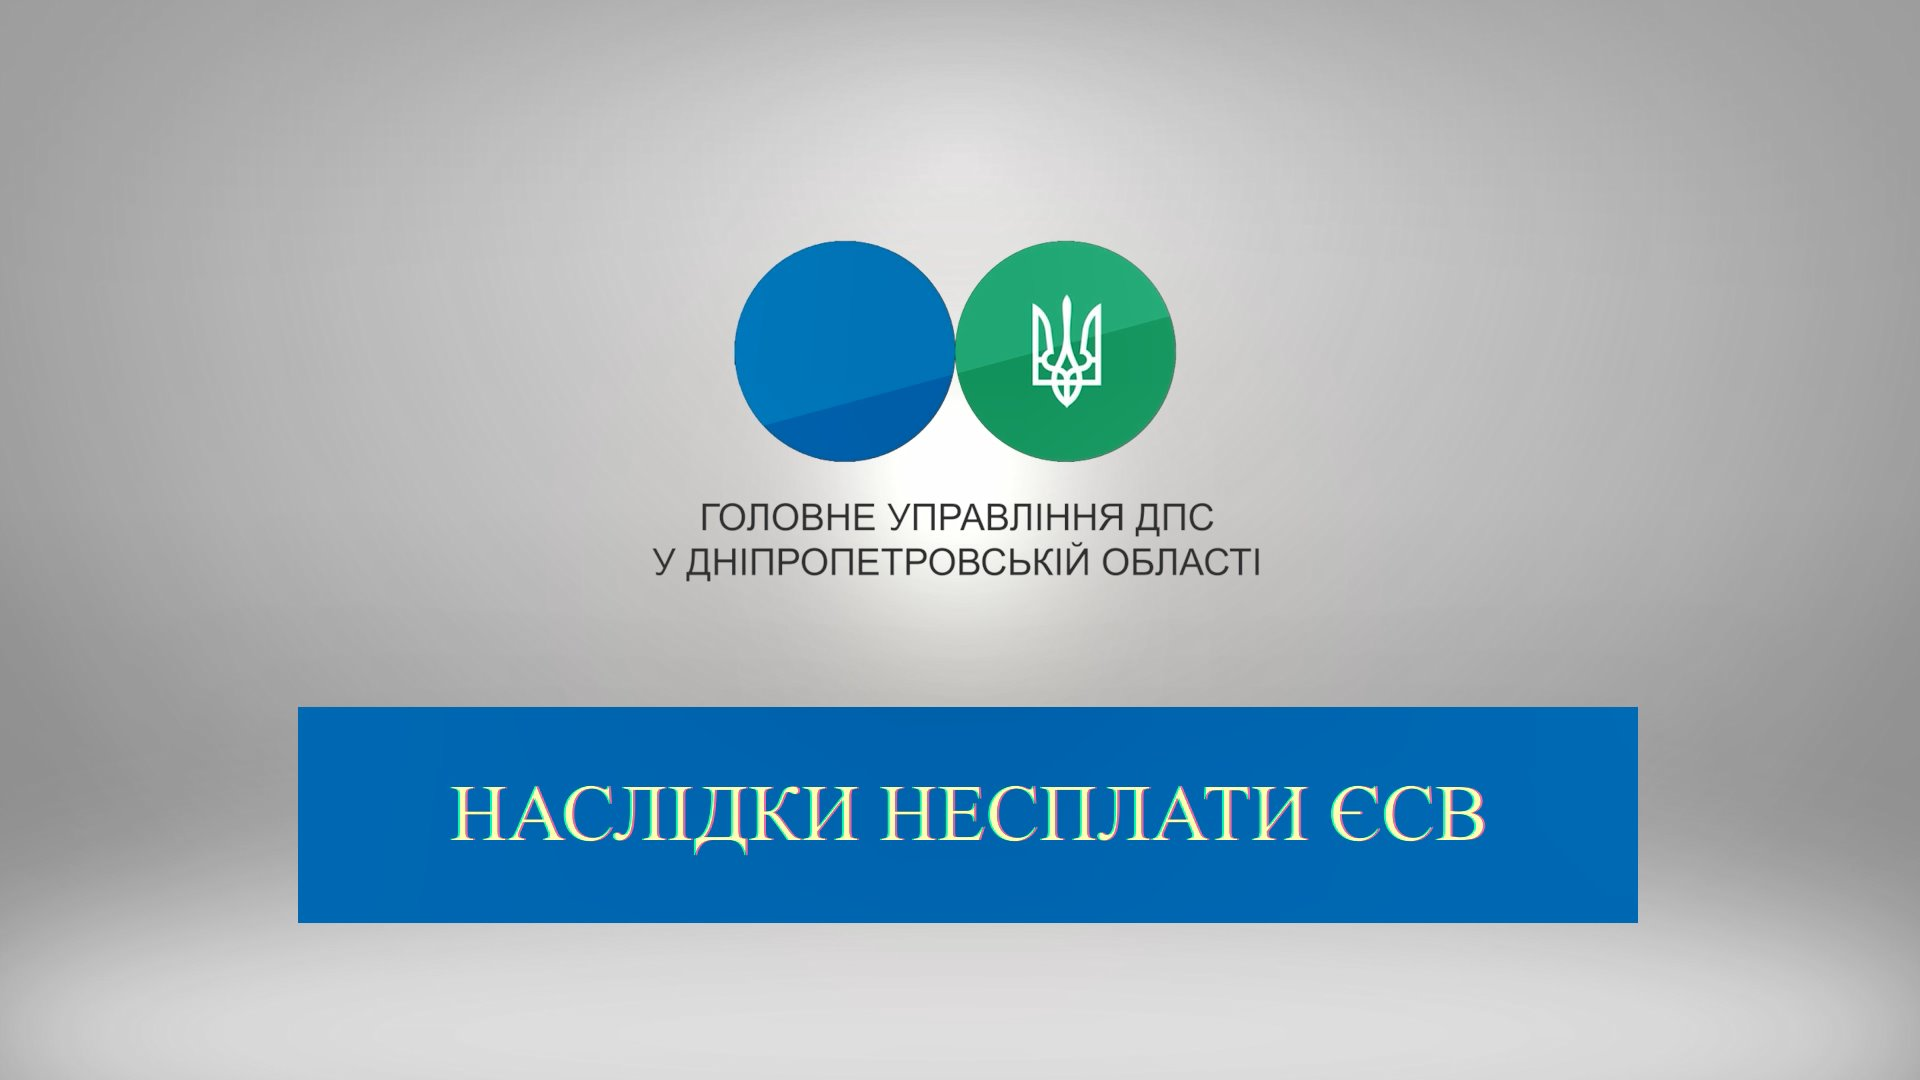 ГОЛОВНЕ УПРАВЛІННЯ ДПС
У ДНІПРОПЕТРОВСЬКІЙ ОБЛАСТІ
НАСЛІДКИ НЕСПЛАТИ ЄСВ